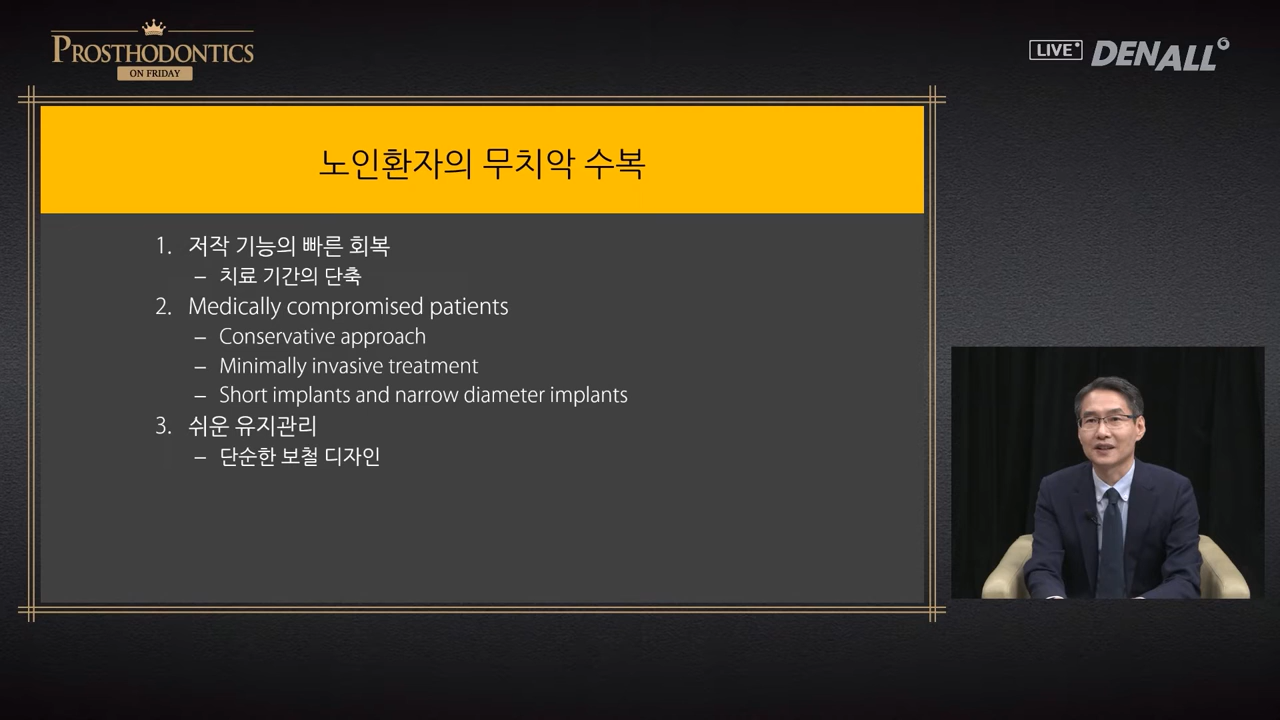 PROSTHODONTICS
ON FRIDAY
LIVE
DENALL
노인환자의 무치악 수복
1. 저작 기능의 빠른 회복
– 치료 기간의 단축
2. Medically compromised patients
– Conservative approach
– Minimally invasive treatment
– Short implants and narrow diameter implants
3. 쉬운 유지관리
– 단순한 보철 디자인